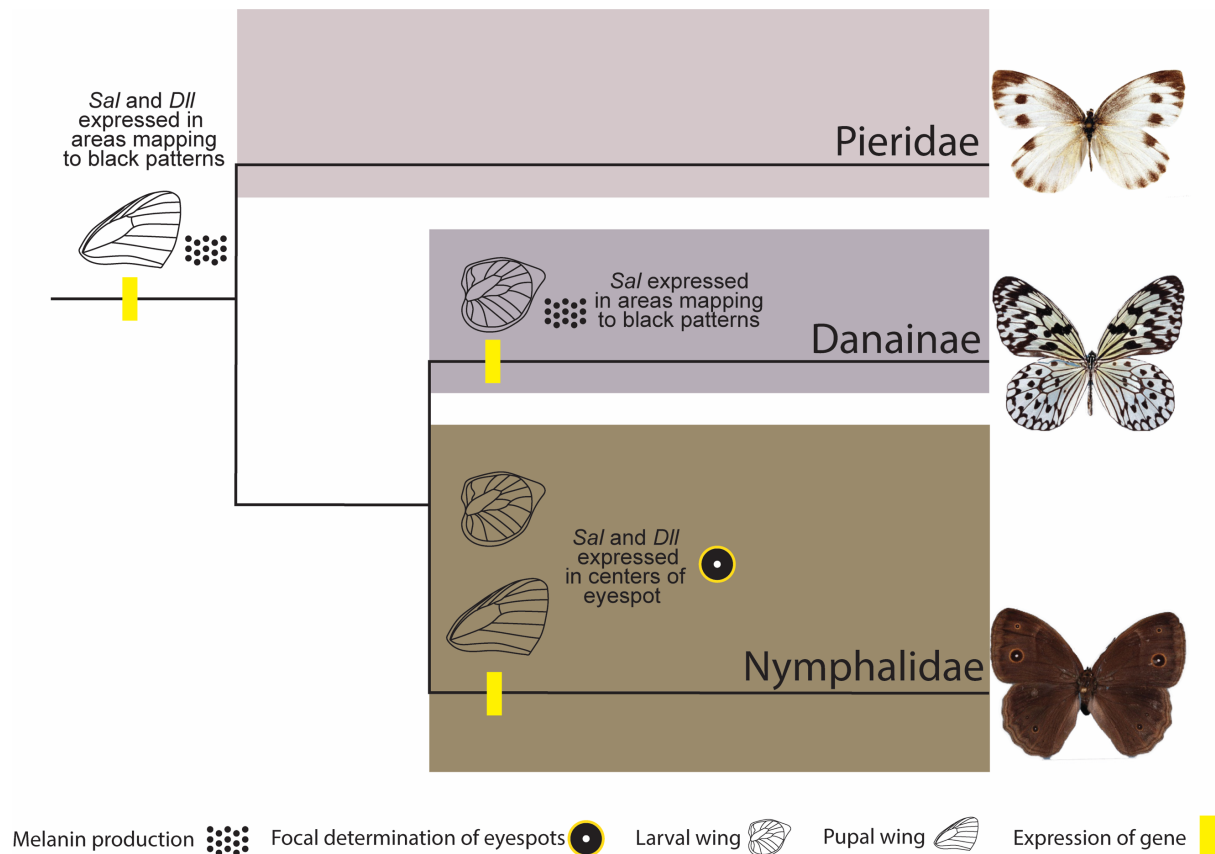 Sal and Dll
expressed in
areas mapping
to black patterns
Pieridae
Sal expressed
in areas mapping
to black patterns
Danainae
Sal and Dll
expressed
in centers of
eyespot
Nymphalidae
Melanin production
Focal determination of eyespots
Larval wing
Pupal wing
Expression of gene